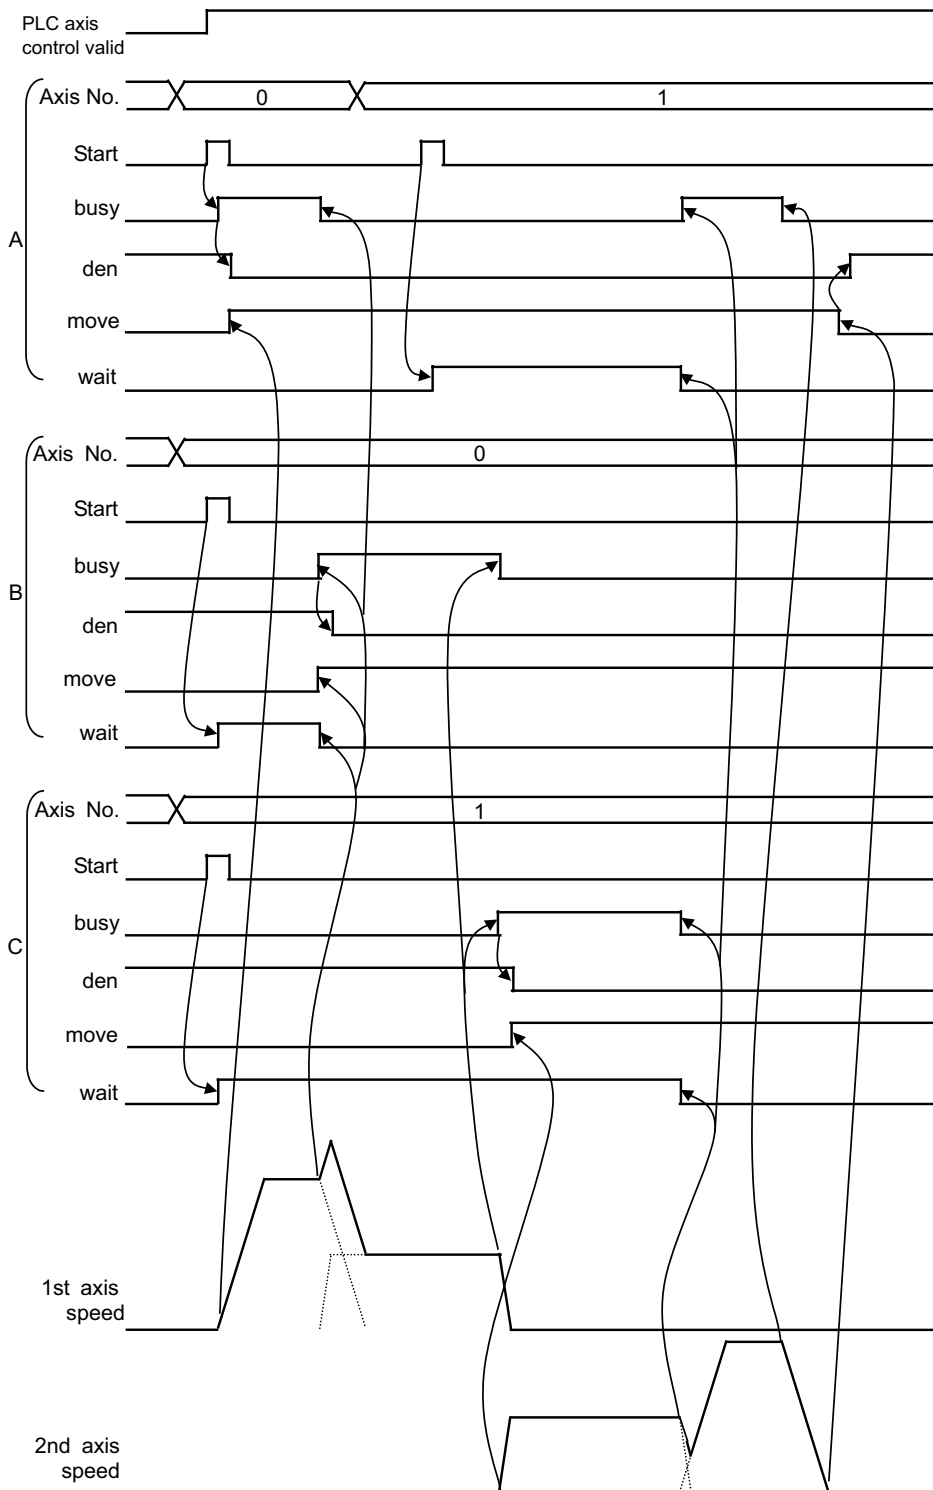 PLC axis
control valid
A
Axis No.
0
1
Start
busy
den
move
wait
B
Axis No.
0
Start
busy
den
move
wait
C
Axis No.
1
Start
busy
den
move
wait
1st axis
speed
2nd axis
speed